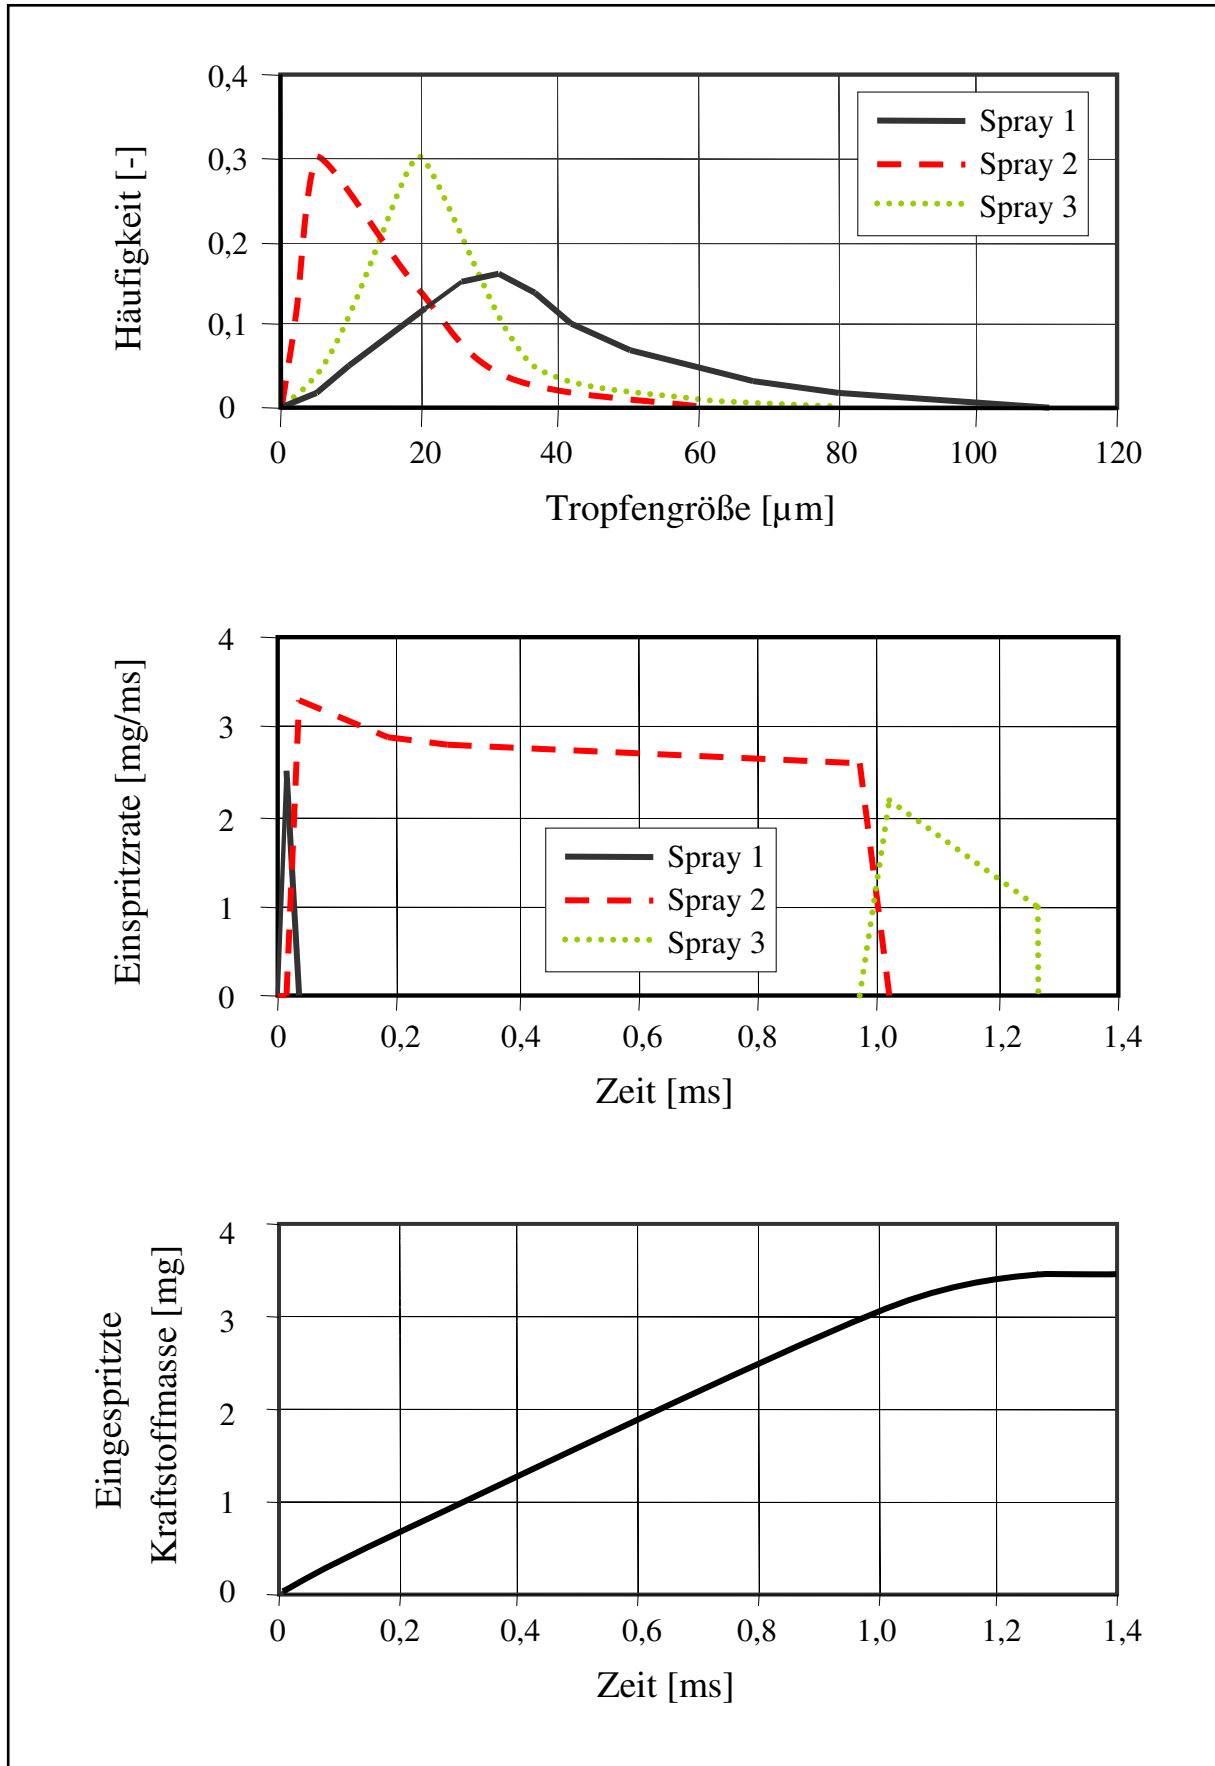 0,4
0,3
0,2
0,1
0
Häufigkeit [-]
Spray 1
Spray 2
Spray 3
0 20 40 60 80 100 120
Tropfengröße [µm]
4
3
2
1
0
Einspritzrate [mg/ms]
Spray 1
Spray 2
Spray 3
0 0,2 0,4 0,6 0,8 1,0 1,2 1,4
Zeit [ms]
4
3
2
1
0
Eingespritzte
Kraftstoffmasse [mg]
0 0,2 0,4 0,6 0,8 1,0 1,2 1,4
Zeit [ms]